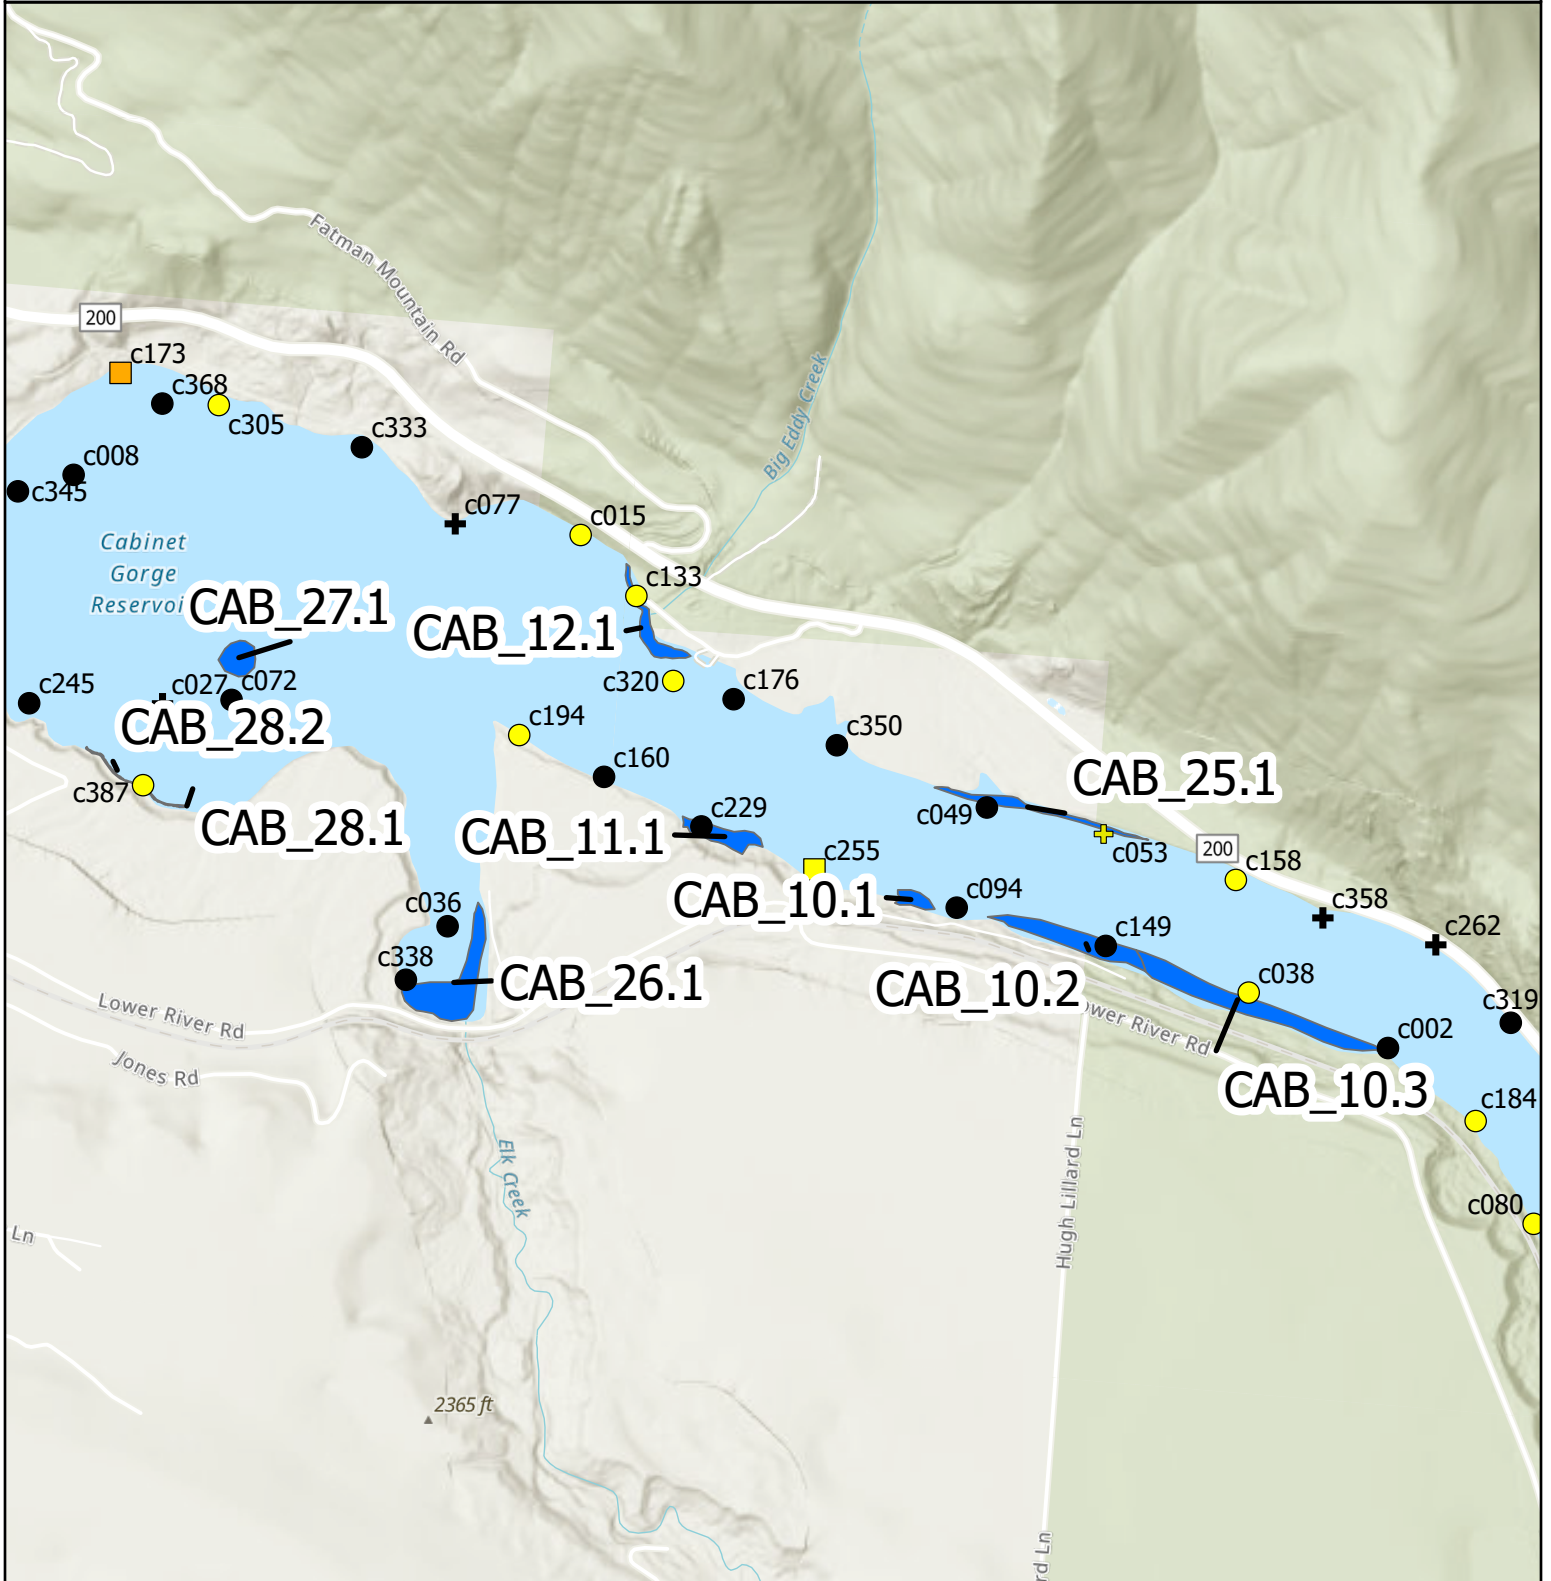 Fatman Mountain Rd
200
c173
c368
c305
c333
Big Eddy Creek
c008
c345
c077
c015
Cabinet
Gorge
Reservoi
c133
CAB_27.1
CAB_12.1
c245
c027
c072
c320
c176
CAB_28.2
c194
c350
c160
CAB_25.1
c387
c049
CAB_28.1
c229
CAB_11.1
c053
200
c255
c158
CAB_10.1
c094
c358
c036
c262
c149
c338
CAB_26.1
CAB_10.2
c038
c319
Lower River Rd
ower River Rd
c002
Jones Rd
CAB_10.3
c184
Elk Creek
Hugh Lillard Ln
c080
Ln
2365 ft
rd Ln